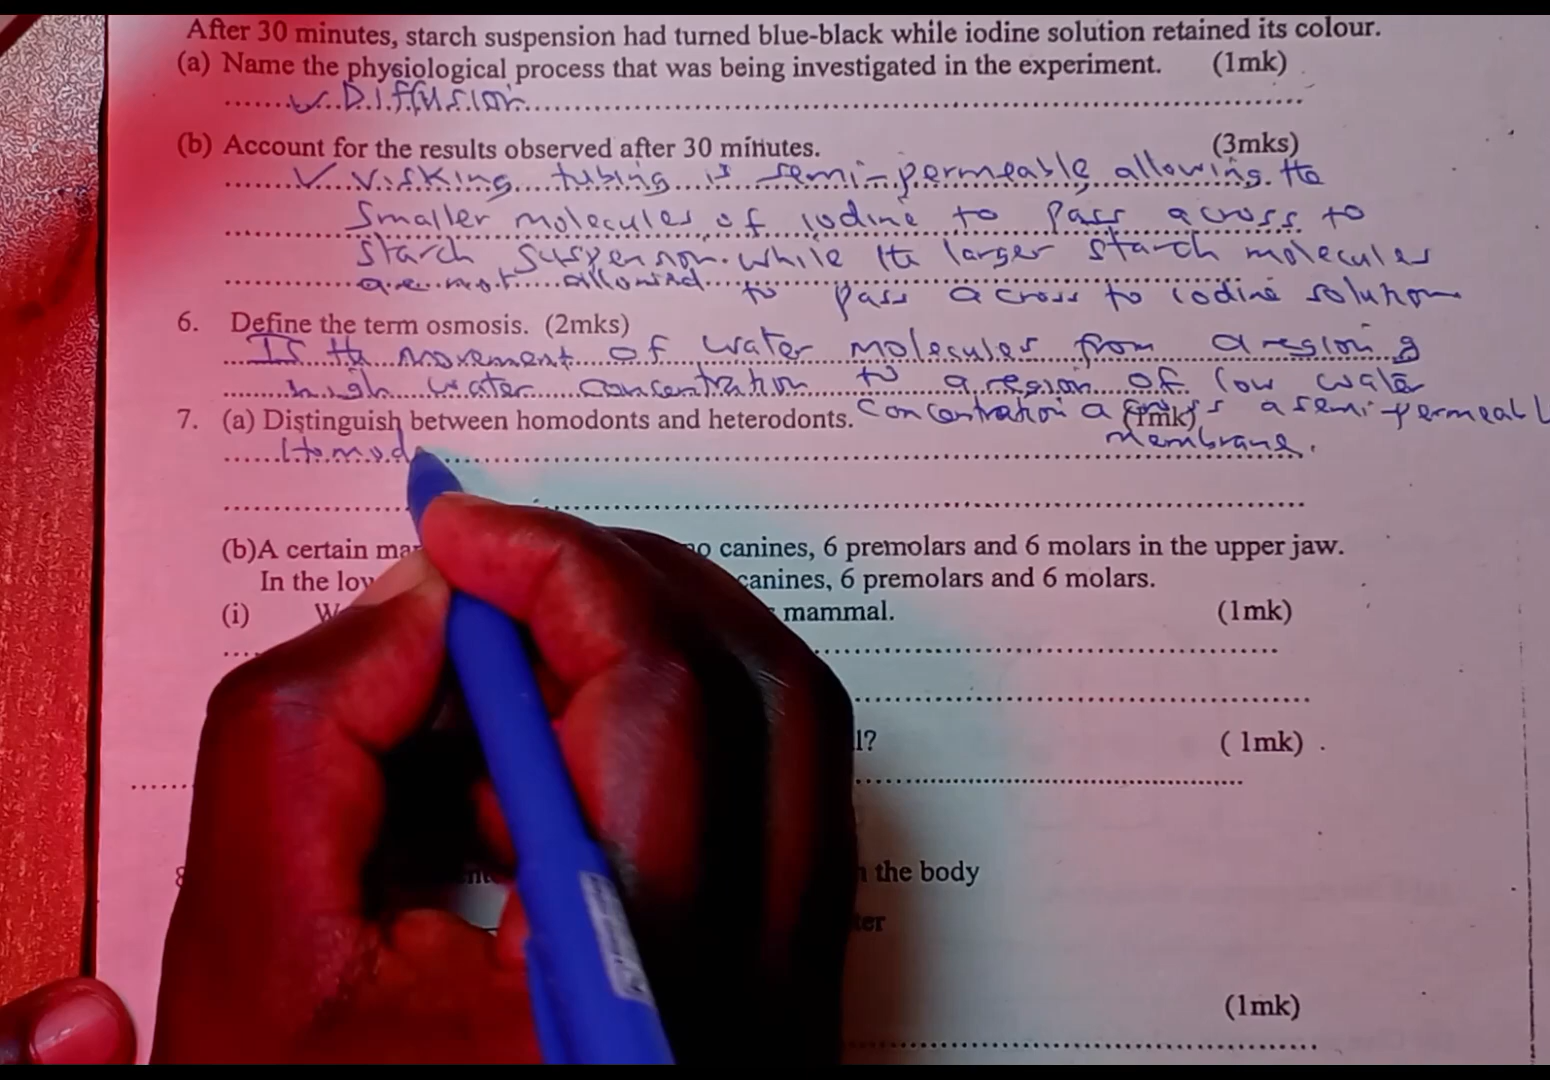 After 30 minutes, starch suspension had turned blue-black while iodine solution retained its colour.
(a) Name the physiological process that was being investigated in the experiment. (1mk)
Diffusion
(b) Account for the results observed after 30 minutes. (3mks)
Visking tubing is semi-permeable allowing the
smaller molecules of iodine to pass across to
starch suspension. while the larger starch molecules
are not allowed to pass across to iodine solution
6. Define the term osmosis. (2mks)
Is the movement of water molecules from a region of
high water concentration to a region of low water
concentration across a semi-permeabl
7. (a) Distinguish between homodonts and heterodonts. (1mk)
membrane.
Homod
(b)A certain no canines, 6 premolars and 6 molars in the upper jaw.
In the canines, 6 premolars and 6 molars.
(i) mammal. (1mk)
( 1mk)
the body
(1mk)